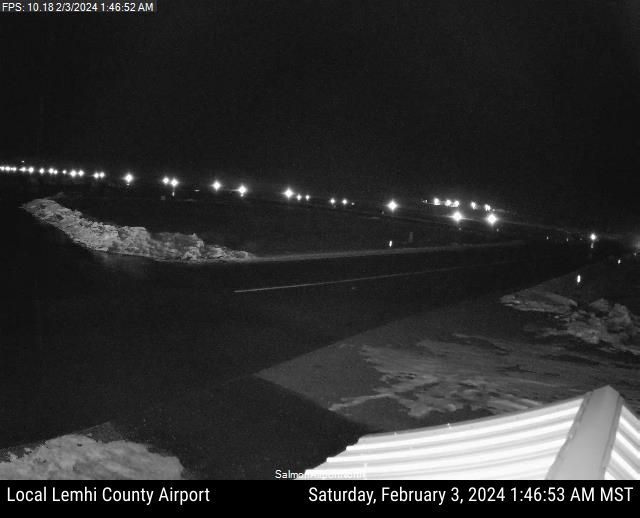 FPS: 10.18 2/3/2024 1:46:52 AM
Local Lemhi County Airport
Saturday, February 3, 2024 1:46:53 AM MST